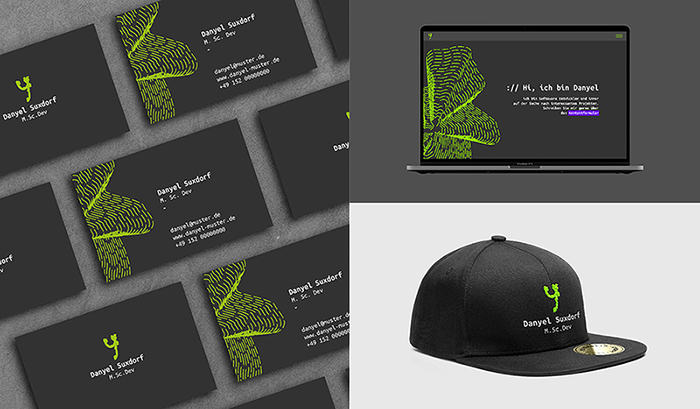 Danyel Suxdorf
M. Sc. Dev
-
danyel@muster.de
www.danyel-muster.de
+49 152 00000000
Danyel Suxdorf
M.Sc.Dev
Danyel Suxdorf
M. Sc. Dev
-
danyel@muster.de
www.danyel-muster.de
+49 152 00000000
Danyel Suxdorf
M. Sc. Dev
-
danyel@muster.de
www.danyel-muster.de
+49 152 00000000
Danyel Suxdorf
M.Sc.Dev
:// Hi, ich bin Danyel
Ich bin Software Entwickler und immer
auf der Suche nach interessanten Projekten.
Schreiben Sie mir gerne über
das Kontaktformular
Danyel Suxdorf
M.Sc.Dev